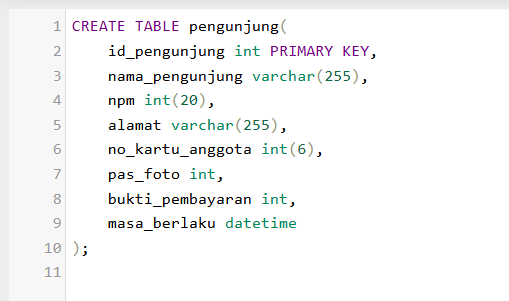 1 CREATE TABLE pengunjung(
2     id_pengunjung int PRIMARY KEY,
3     nama_pengunjung varchar(255),
4     npm int(20),
5     alamat varchar(255),
6     no_kartu_anggota int(6),
7     pas_foto int,
8     bukti_pembayaran int,
9     masa_berlaku datetime
10 );
11